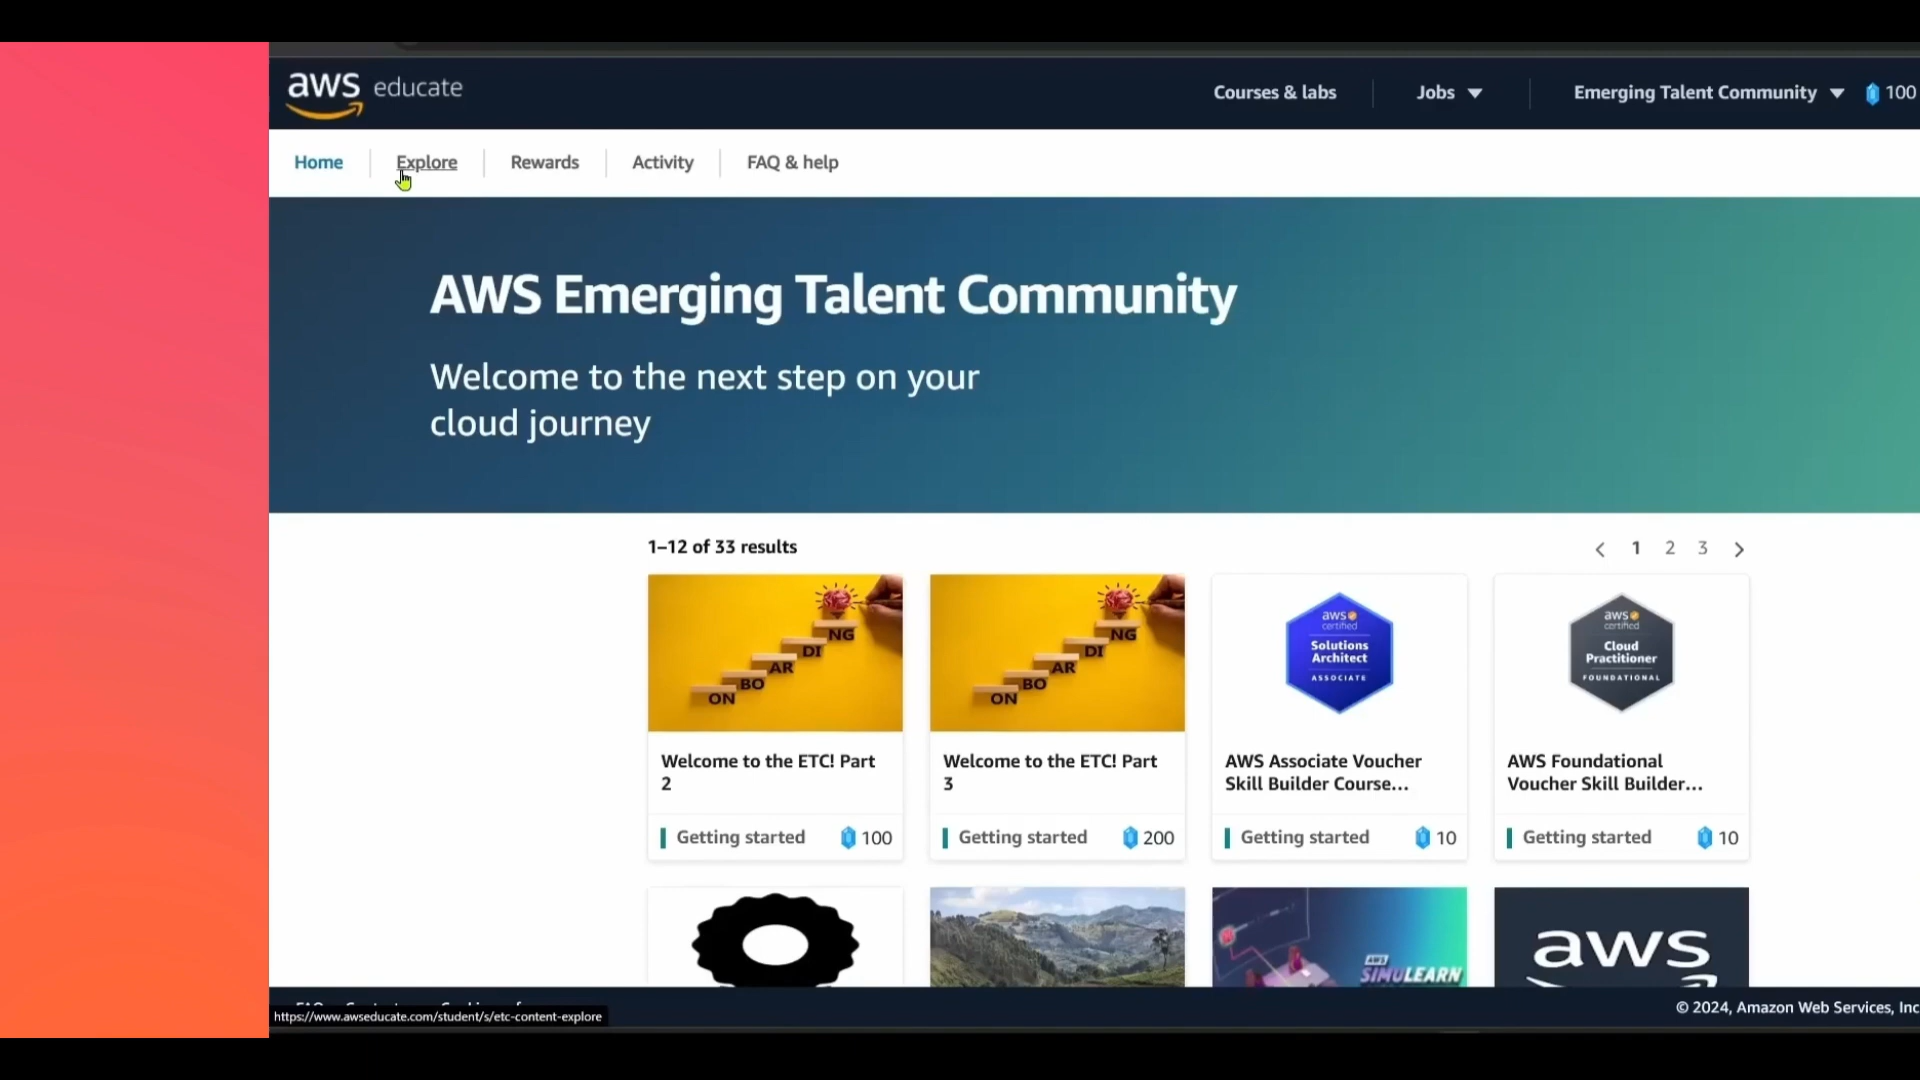 aws educate
Courses & labs
Jobs
Emerging Talent Community
100
Home
Explore
Rewards
Activity
FAQ & help
AWS Emerging Talent Community
Welcome to the next step on your
cloud journey
1–12 of 33 results
1 2 3
ON BO AR DI NG
ON BO AR DI NG
aws
certified
Solutions
Architect
ASSOCIATE
aws
certified
Cloud
Practitioner
FOUNDATIONAL
Welcome to the ETC! Part
2
Getting started 100
Welcome to the ETC! Part
3
Getting started 200
AWS Associate Voucher
Skill Builder Course...
Getting started 10
AWS Foundational
Voucher Skill Builder...
Getting started 10
AWS
SIMULEARN
aws
https://www.awseducate.com/student/s/etc-content-explore
© 2024, Amazon Web Services, Inc